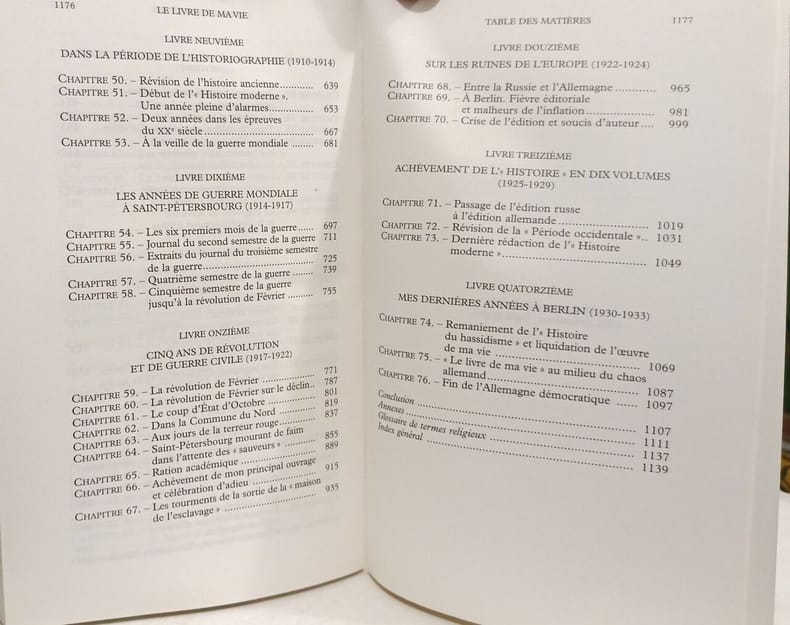 1176
LE LIVRE DE MA VIE
LIVRE NEUVIÈME
DANS LA PÉRIODE DE L'HISTORIOGRAPHIE (1910-1914)
CHAPITRE 50. – Révision de l'histoire ancienne............ 639
CHAPITRE 51. – Début de l'« Histoire moderne ».
Une année pleine d'alarmes.................. 653
CHAPITRE 52. – Deux années dans les épreuves
du XXe siècle.................................... 667
CHAPITRE 53. – À la veille de la guerre mondiale ........ 681
LIVRE DIXIÈME
LES ANNÉES DE GUERRE MONDIALE
À SAINT-PÉTERSBOURG (1914-1917)
CHAPITRE 54. – Les six premiers mois de la guerre...... 697
CHAPITRE 55. – Journal du second semestre de la guerre 711
CHAPITRE 56. – Extraits du journal du troisième semestre
de la guerre.................................... 725
CHAPITRE 57. – Quatrième semestre de la guerre ........ 739
CHAPITRE 58. – Cinquième semestre de la guerre
jusqu'à la révolution de Février.......... 755
LIVRE ONZIÈME
CINQ ANS DE RÉVOLUTION
ET DE GUERRE CIVILE (1917-1922)
CHAPITRE 59. – La révolution de Février .................. 771
CHAPITRE 60. – La révolution de Février sur le déclin.. 787
CHAPITRE 61. – Le coup d'État d'Octobre .................. 801
CHAPITRE 62. – Dans la Commune du Nord ............ 819
CHAPITRE 63. – Aux jours de la terreur rouge............ 837
CHAPITRE 64. – Saint-Pétersbourg mourant de faim
dans l'attente des « sauveurs » ............ 855
CHAPITRE 65. – Ration académique .......................... 889
CHAPITRE 66. – Achèvement de mon principal ouvrage
et célébration d'adieu ...................... 915
CHAPITRE 67. – Les tourments de la sortie de la « maison
de l'esclavage » .............................. 935
TABLE DES MATIÈRES
1177
LIVRE DOUZIÈME
SUR LES RUINES DE L'EUROPE (1922-1924)
CHAPITRE 68. – Entre la Russie et l'Allemagne ............ 965
CHAPITRE 69. – À Berlin. Fièvre éditoriale
et malheurs de l'inflation.................... 981
CHAPITRE 70. – Crise de l'édition et soucis d'auteur.... 999
LIVRE TREIZIÈME
ACHÈVEMENT DE L'« HISTOIRE » EN DIX VOLUMES
(1925-1929)
CHAPITRE 71. – Passage de l'édition russe
à l'édition allemande........................ 1019
CHAPITRE 72. – Révision de la « Période occidentale ».. 1031
CHAPITRE 73. – Dernière rédaction de l'« Histoire
moderne »........................................ 1049
LIVRE QUATORZIÈME
MES DERNIÈRES ANNÉES À BERLIN (1930-1933)
CHAPITRE 74. – Remaniement de l'« Histoire
du hassidisme » et liquidation de l'œuvre
de ma vie ........................................ 1069
CHAPITRE 75. – « Le livre de ma vie » au milieu du chaos
allemand.......................................... 1087
CHAPITRE 76. – Fin de l'Allemagne démocratique ...... 1097
Conclusion .................................................. 1107
Annexes ...................................................... 1111
Glossaire de termes religieux .......................... 1137
Index général .............................................. 1139